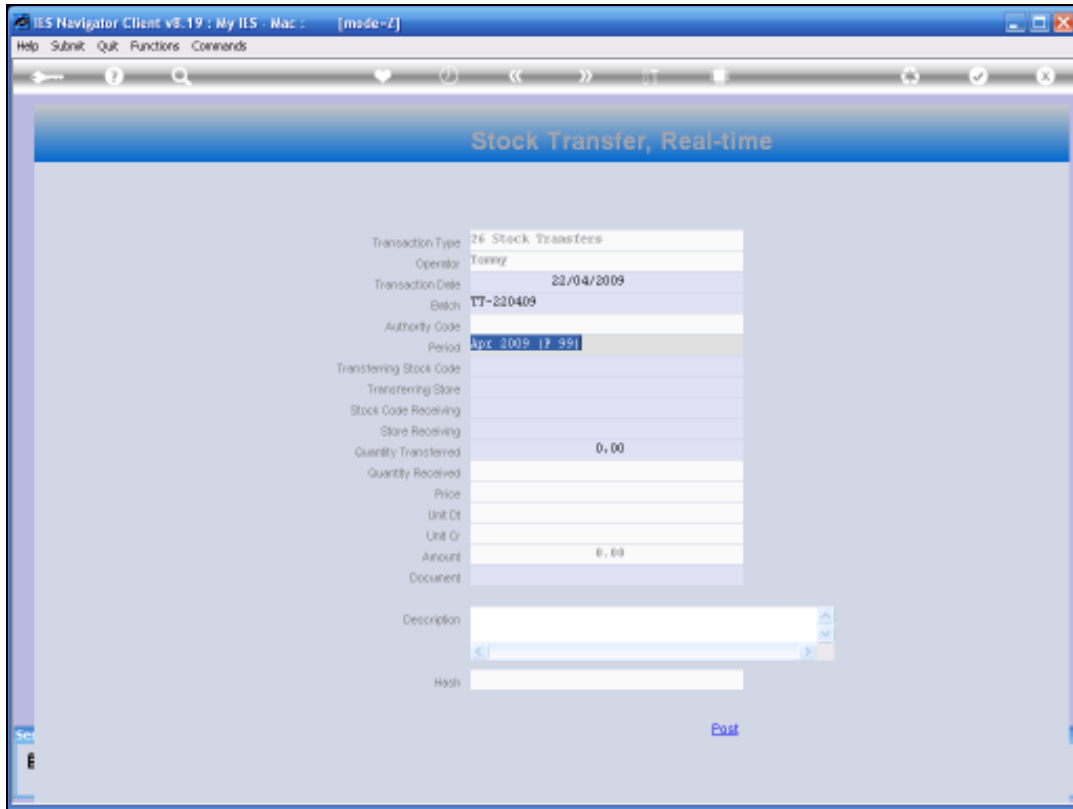 IES Navigator Client v8.19 : My IES - Mac : [mode=Z]
Help Submit Quit Functions Commands
Stock Transfer, Real-time
Transaction Type 26 Stock Transfers
Operator Tommy
Transaction Date 22/04/2009
Batch TT-220409
Authority Code
Period Apr 2009 [P 99]
Transferring Stock Code
Transferring Store
Stock Code Receiving
Store Receiving
Quantity Transferred 0.00
Quantity Received
Price
Unit Dt
Unit Cr
Amount 0.00
Document
Description
Hash
Post